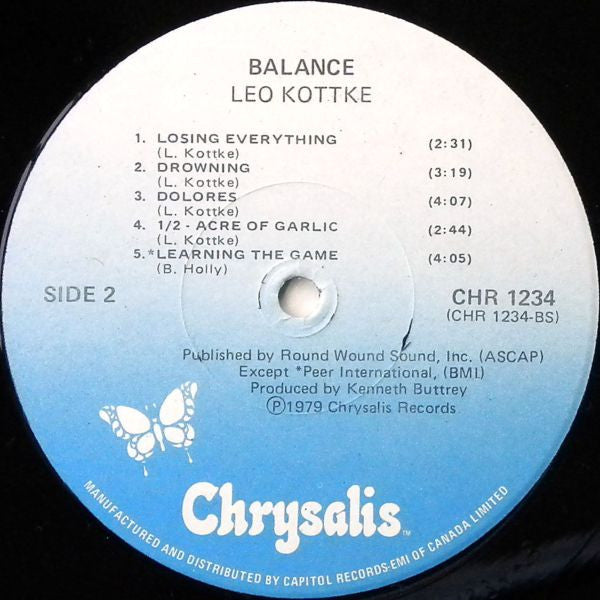 BALANCE
LEO KOTTKE
1. LOSING EVERYTHING (2:31)
(L. Kottke)
2. DROWNING (3:19)
(L. Kottke)
3. DOLORES (4:07)
(L. Kottke)
4. 1/2 - ACRE OF GARLIC (2:44)
(L. Kottke)
5.*LEARNING THE GAME (4:05)
(B. Holly)
SIDE 2
CHR 1234
(CHR 1234-BS)
Published by Round Wound Sound, Inc. (ASCAP)
Except *Peer International, (BMI)
Produced by Kenneth Buttrey
Ⓟ1979 Chrysalis Records
Chrysalis™
MANUFACTURED AND DISTRIBUTED BY CAPITOL RECORDS-EMI OF CANADA LIMITED